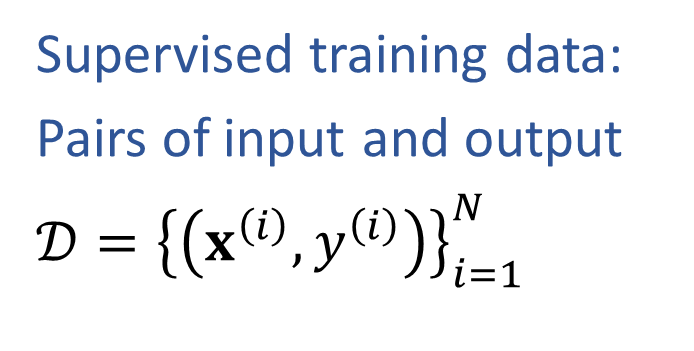 Supervised training data:
Pairs of input and output
𝒟 = {(𝐱⁽ⁱ⁾, y⁽ⁱ⁾)}ᵢ₌₁ᴺ